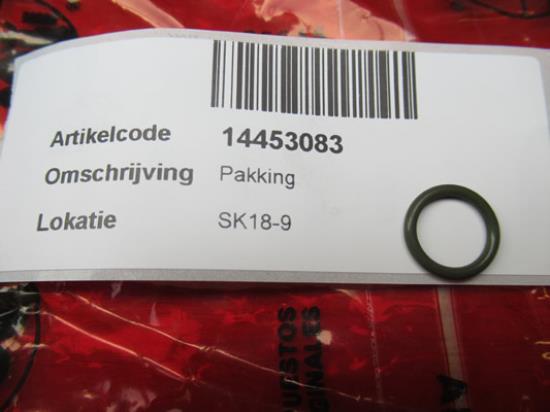 Artikelcode 14453083
Omschrijving Pakking
Lokatie SK18-9